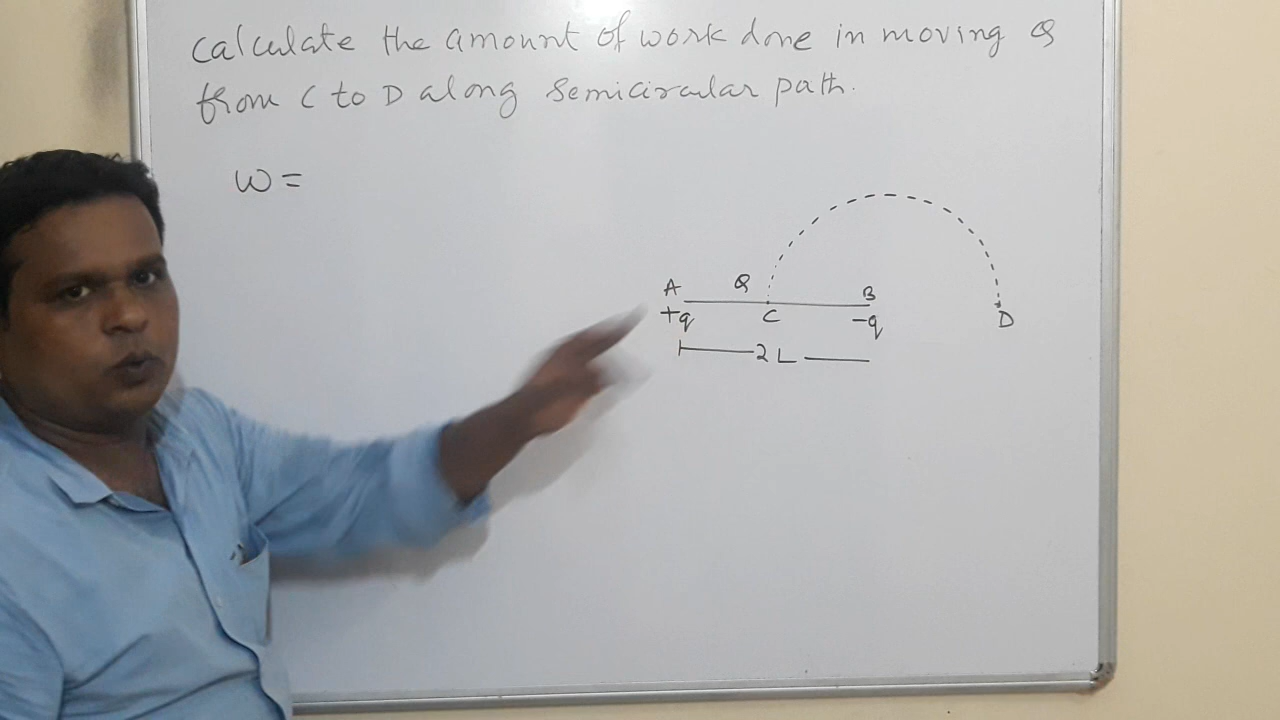 Calculate the amount of work done in moving Q
from C to D along semicircular path.
W =
A Q B
+q C -q D
2L